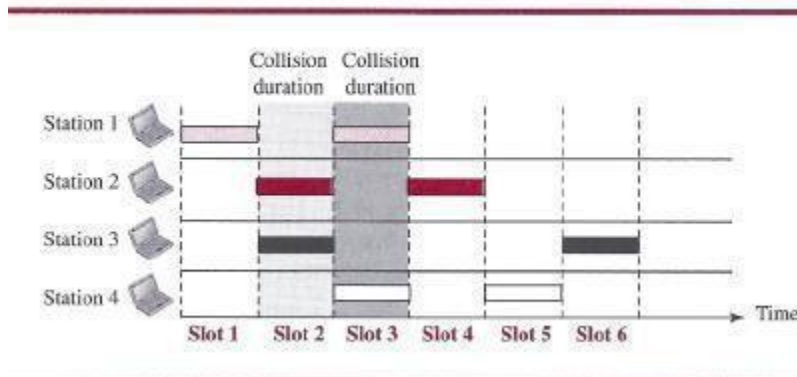 Collision Collision
duration duration
Station 1
Station 2
Station 3
Station 4
Time
Slot 1 Slot 2 Slot 3 Slot 4 Slot 5 Slot 6